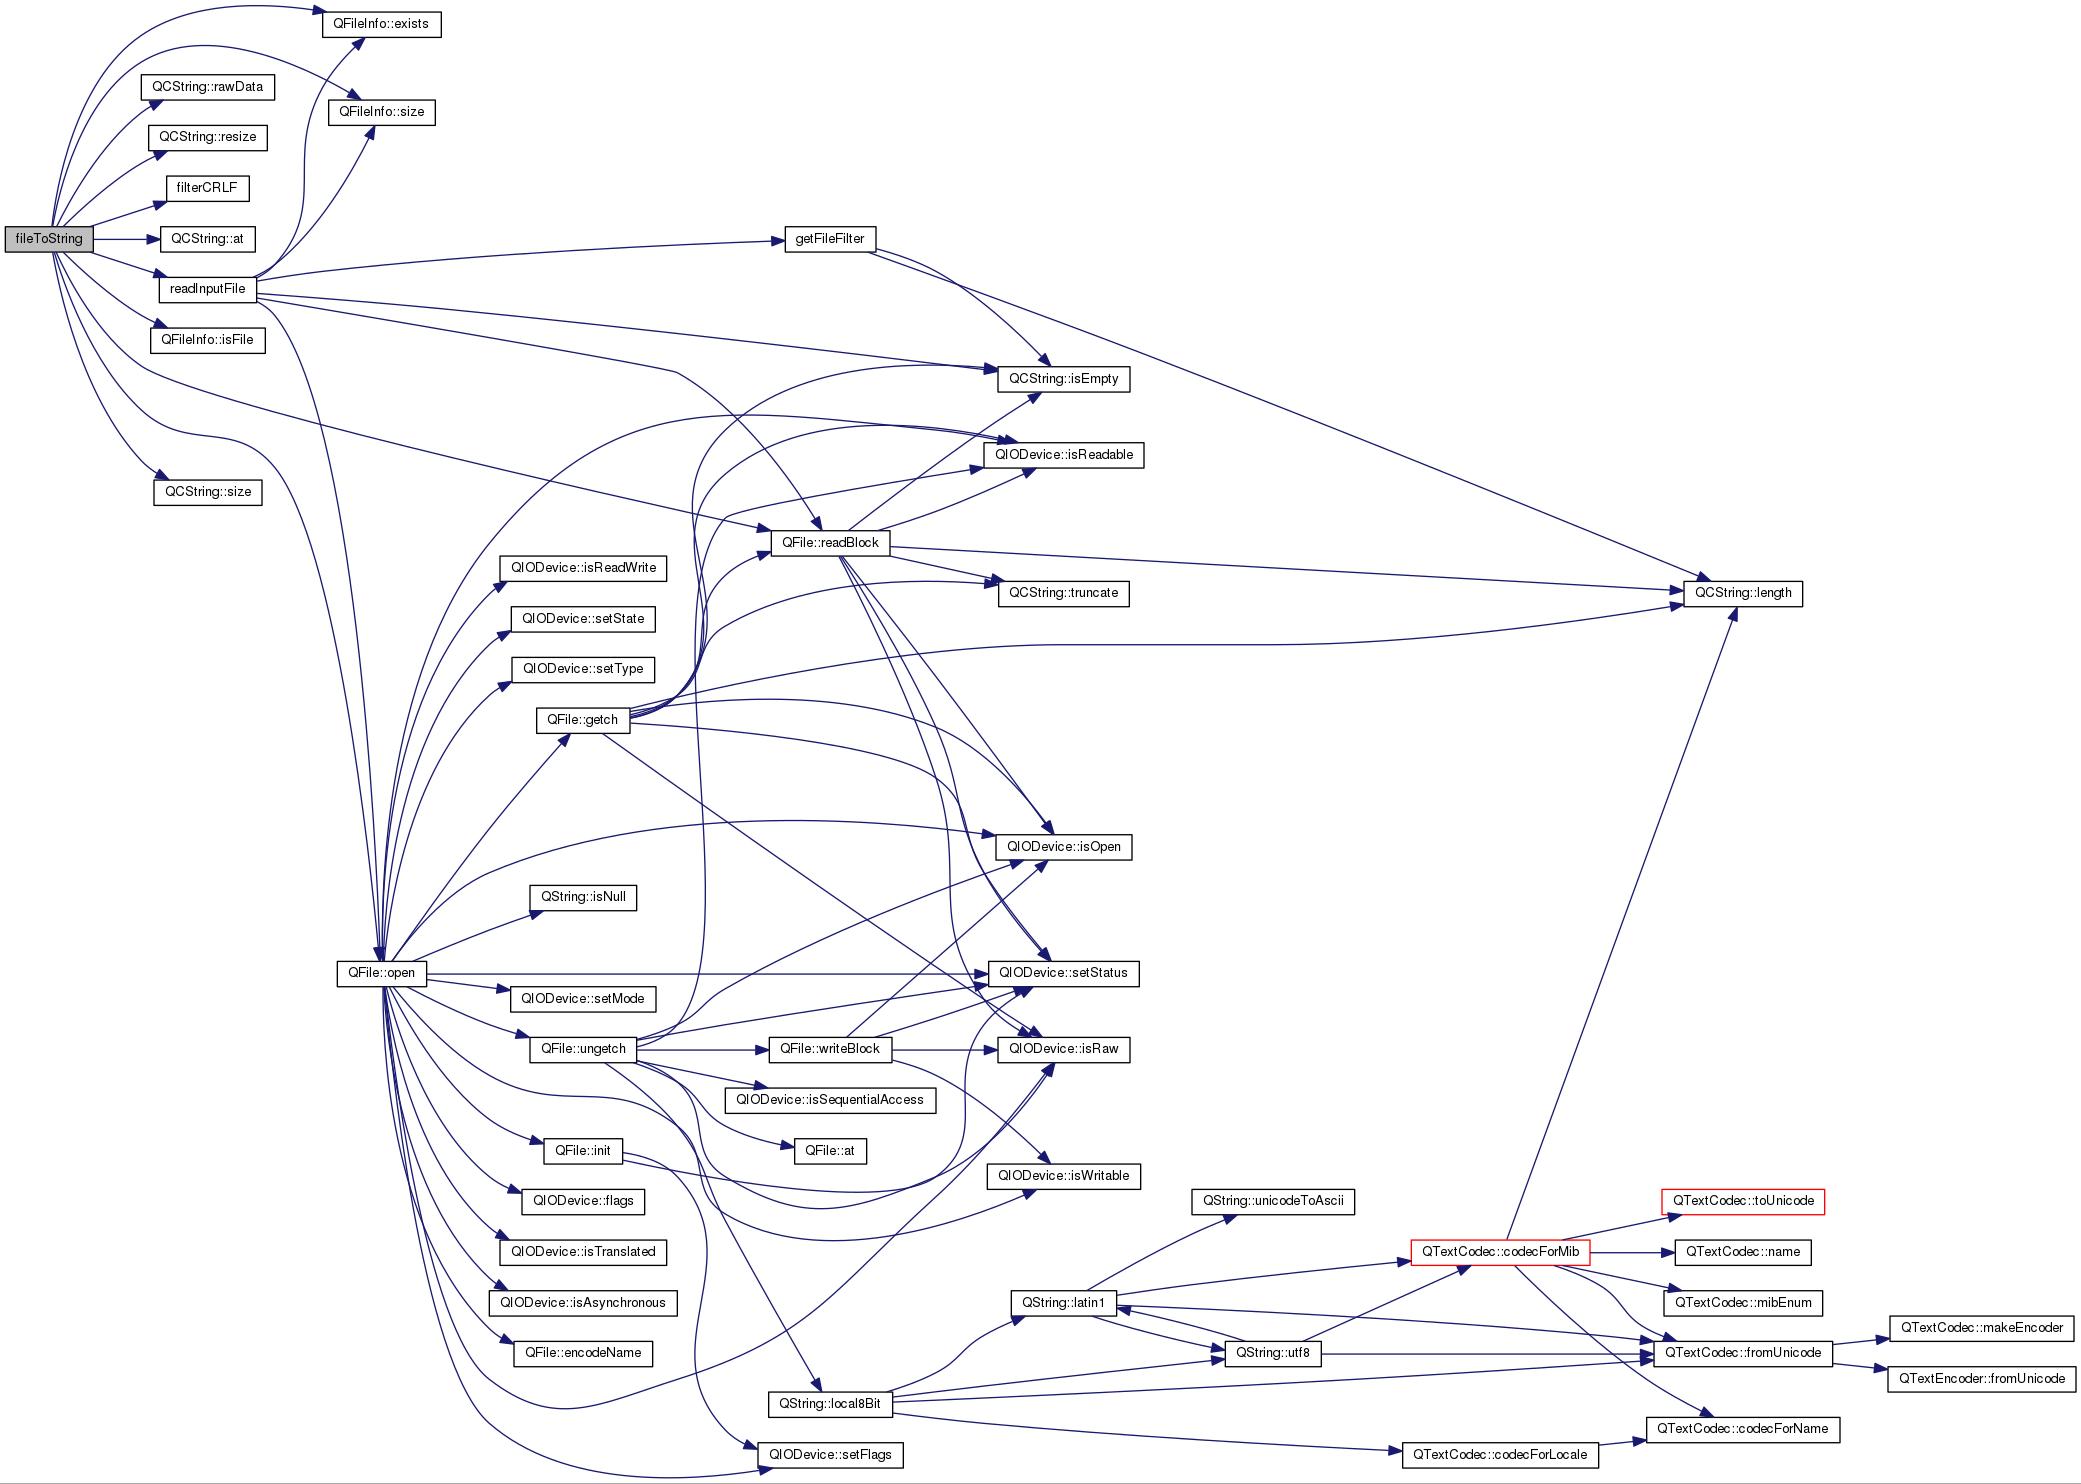 QFileInfo::exists
QCString::rawData
QFileInfo::size
QCString::resize
filterCRLF
fileToString
QCString::at
getFileFilter
readInputFile
QFileInfo::isFile
QCString::isEmpty
QIODevice::isReadable
QCString::size
QFile::readBlock
QIODevice::isReadWrite
QCString::truncate
QCString::length
QIODevice::setState
QIODevice::setType
QFile::getch
QIODevice::isOpen
QString::isNull
QFile::open
QIODevice::setStatus
QIODevice::setMode
QFile::ungetch
QFile::writeBlock
QIODevice::isRaw
QIODevice::isSequentialAccess
QFile::init
QFile::at
QIODevice::isWritable
QIODevice::flags
QString::unicodeToAscii
QTextCodec::toUnicode
QIODevice::isTranslated
QTextCodec::codecForMib
QTextCodec::name
QIODevice::isAsynchronous
QString::latin1
QTextCodec::mibEnum
QTextCodec::makeEncoder
QFile::encodeName
QString::utf8
QTextCodec::fromUnicode
QTextEncoder::fromUnicode
QString::local8Bit
QTextCodec::codecForName
QIODevice::setFlags
QTextCodec::codecForLocale